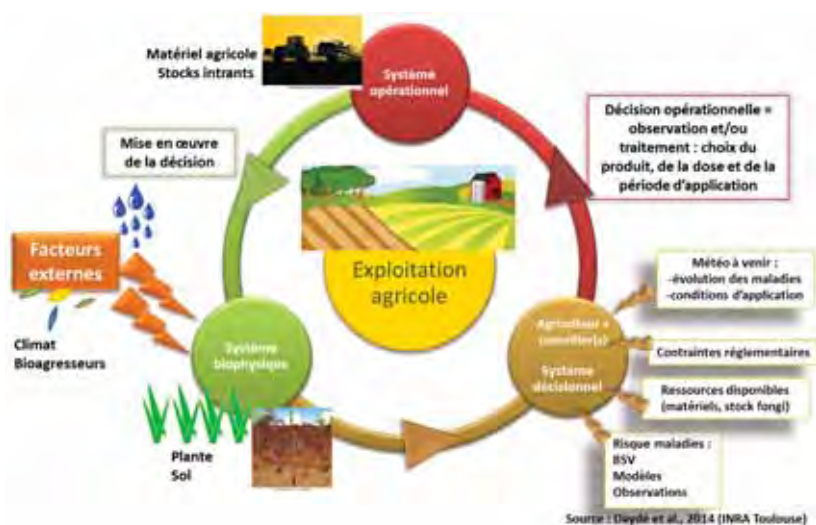 Matériel agricole
Stocks intrants
Système
opérationnel
Décision opérationnelle =
observation et/ou
traitement : choix du
produit, de la dose et de la
période d'application
Mise en œuvre
de la décision
Facteurs
externes
Climat
Bioagresseurs
Exploitation
agricole
Système
biophysique
Plante
Sol
Agriculteur +
conseiller(s)
Système
décisionnel
Météo à venir :
-évolution des maladies
-conditions d'application
Contraintes réglementaires
Ressources disponibles
(matériels, stock fongi)
Risque maladies :
BSV
Modèles
Observations
Source : Daydé et al., 2014 (INRA Toulouse)